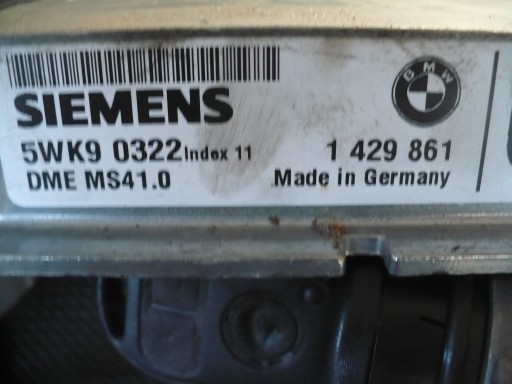 BMW
SIEMENS
5WK9 0322 Index 11 1 429 861
DME MS41.0 Made in Germany